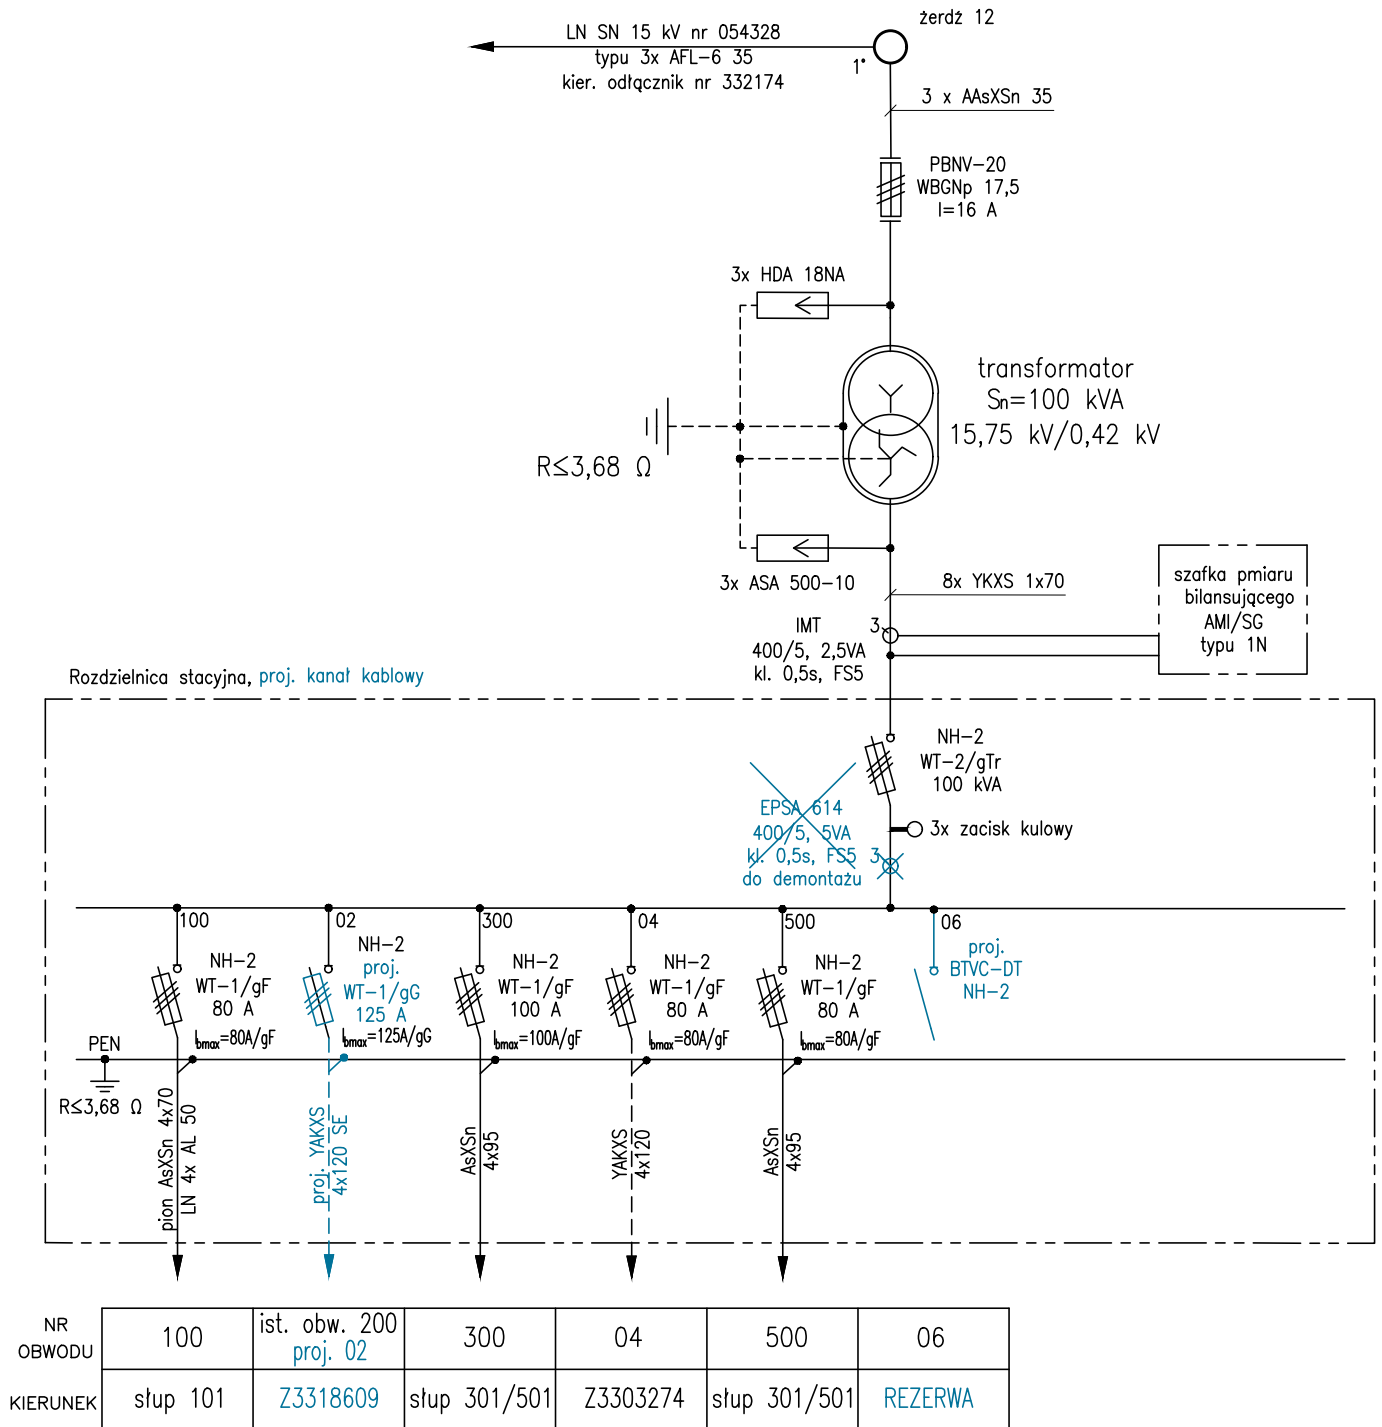 żerdź 12
LN SN 15 kV nr 054328
typu 3x AFL-6 35
kier. odłącznik nr 332174
1°
3 x AAsXSn 35
PBNV-20
WBGNp 17,5
I=16 A
3x HDA 18NA
transformator
Sn=100 kVA
15,75 kV/0,42 kV
R≤3,68 Ω
3x ASA 500-10
8x YKXS 1x70
szafka pmiaru
bilansującego
AMI/SG
typu 1N
IMT
400/5, 2,5VA
kl. 0,5s, FS5
3
Rozdzielnica stacyjna, proj. kanał kablowy
NH-2
WT-2/gTr
100 kVA
EPSA 614
400/5, 5VA
kl. 0,5s, FS5
do demontażu
3
3x zacisk kulowy
100
NH-2
WT-1/gF
80 A
Ibmax=80A/gF
02
NH-2
proj.
WT-1/gG
125 A
Ibmax=125A/gG
300
NH-2
WT-1/gF
100 A
Ibmax=100A/gF
04
NH-2
WT-1/gF
80 A
Ibmax=80A/gF
500
NH-2
WT-1/gF
80 A
Ibmax=80A/gF
06
proj.
BTVC-DT
NH-2
PEN
R≤3,68 Ω
pion AsXSn 4x70
LN 4x AL 50
proj. YAKXS
4x120 SE
AsXSn
4x95
YAKXS
4x120
AsXSn
4x95
NR
OBWODU
100
ist. obw. 200
proj. 02
300
04
500
06
KIERUNEK
słup 101
Z3318609
słup 301/501
Z3303274
słup 301/501
REZERWA